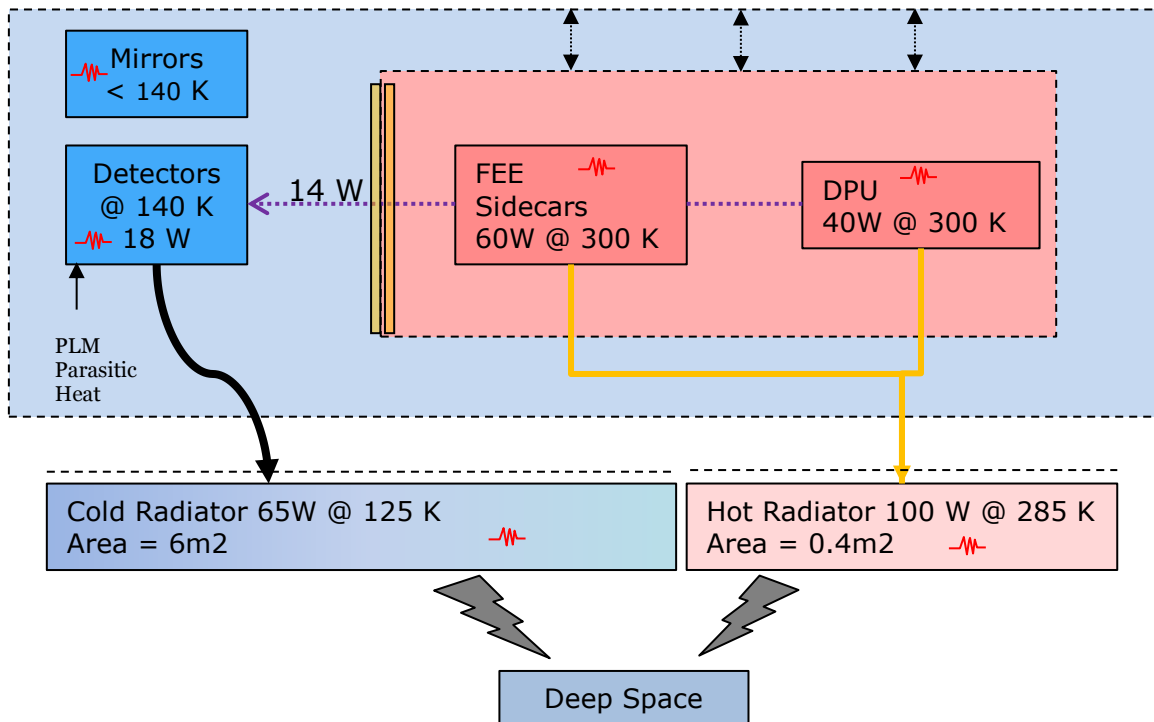 Mirrors
< 140 K
Detectors
@ 140 K
18 W
14 W
FEE
Sidecars
60W @ 300 K
DPU
40W @ 300 K
PLM
Parasitic
Heat
Cold Radiator 65W @ 125 K
Area = 6m2
Hot Radiator 100 W @ 285 K
Area = 0.4m2
Deep Space